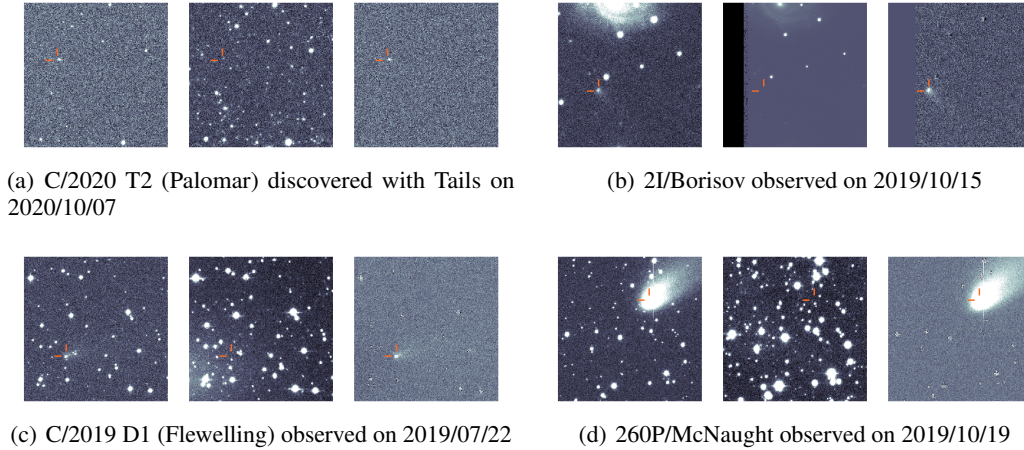 (a) C/2020 T2 (Palomar) discovered with Tails on
2020/10/07
(b) 2I/Borisov observed on 2019/10/15
(c) C/2019 D1 (Flewelling) observed on 2019/07/22
(d) 260P/McNaught observed on 2019/10/19